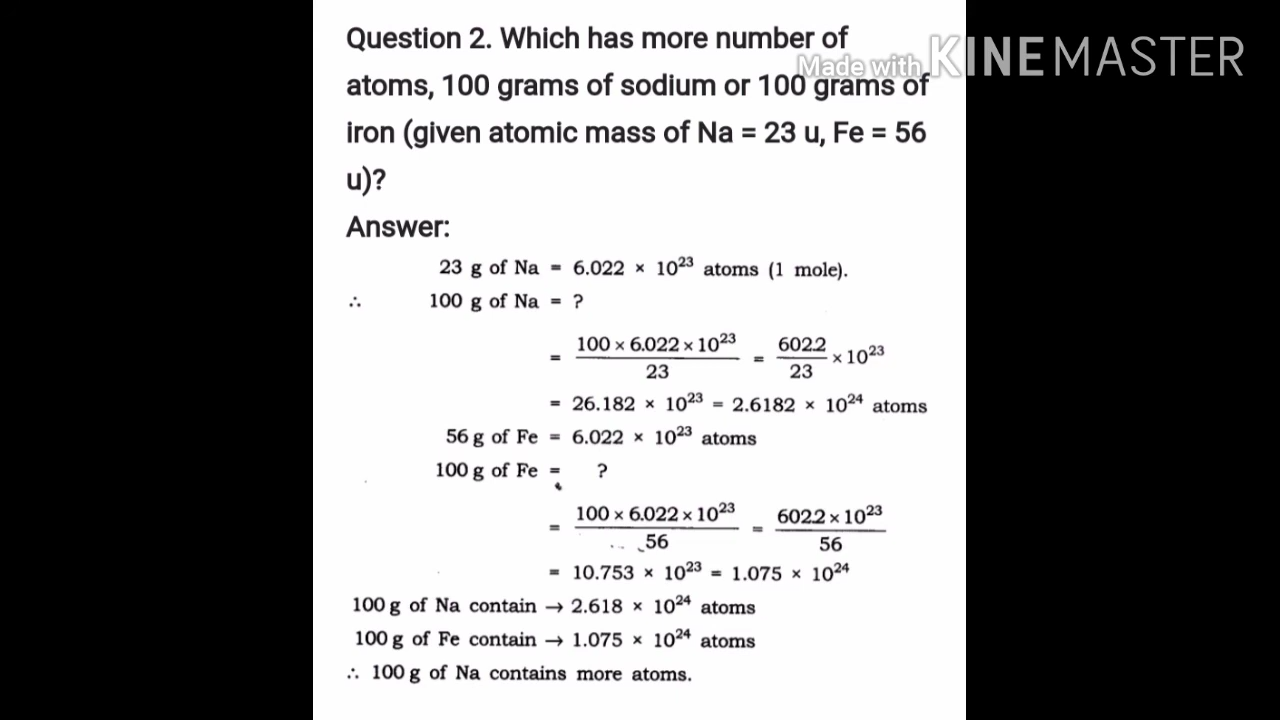 Question 2. Which has more number of
Made with KINEMASTER
atoms, 100 grams of sodium or 100 grams of
iron (given atomic mass of Na = 23 u, Fe = 56
u)?
Answer:
23 g of Na = 6.022 × 10²³ atoms (1 mole).
∴ 100 g of Na = ?
= 100 × 6.022 × 10²³ / 23 = 602.2 / 23 × 10²³
= 26.182 × 10²³ = 2.6182 × 10²⁴ atoms
56 g of Fe = 6.022 × 10²³ atoms
100 g of Fe = ?
= 100 × 6.022 × 10²³ / 56 = 602.2 × 10²³ / 56
= 10.753 × 10²³ = 1.075 × 10²⁴
100 g of Na contain → 2.618 × 10²⁴ atoms
100 g of Fe contain → 1.075 × 10²⁴ atoms
∴ 100 g of Na contains more atoms.